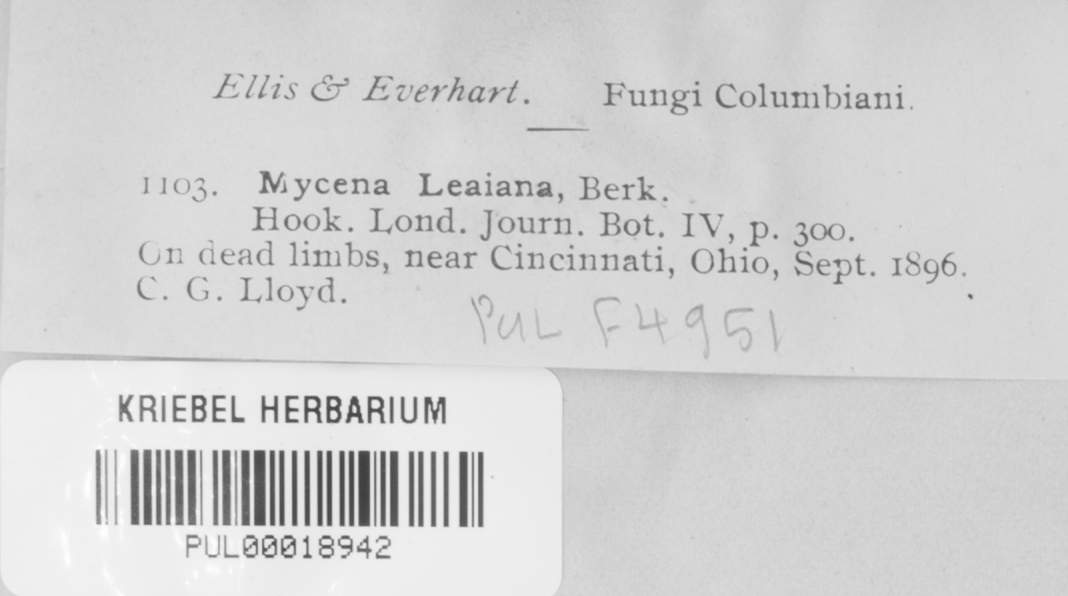 Ellis & Everhart. Fungi Columbiani.
1103. Mycena Leaiana, Berk.
Hook. Lond. Journ. Bot. IV, p. 300.
On dead limbs, near Cincinnati, Ohio, Sept. 1896.
C. G. Lloyd.
PUL F4951
KRIEBEL HERBARIUM
PUL00018942